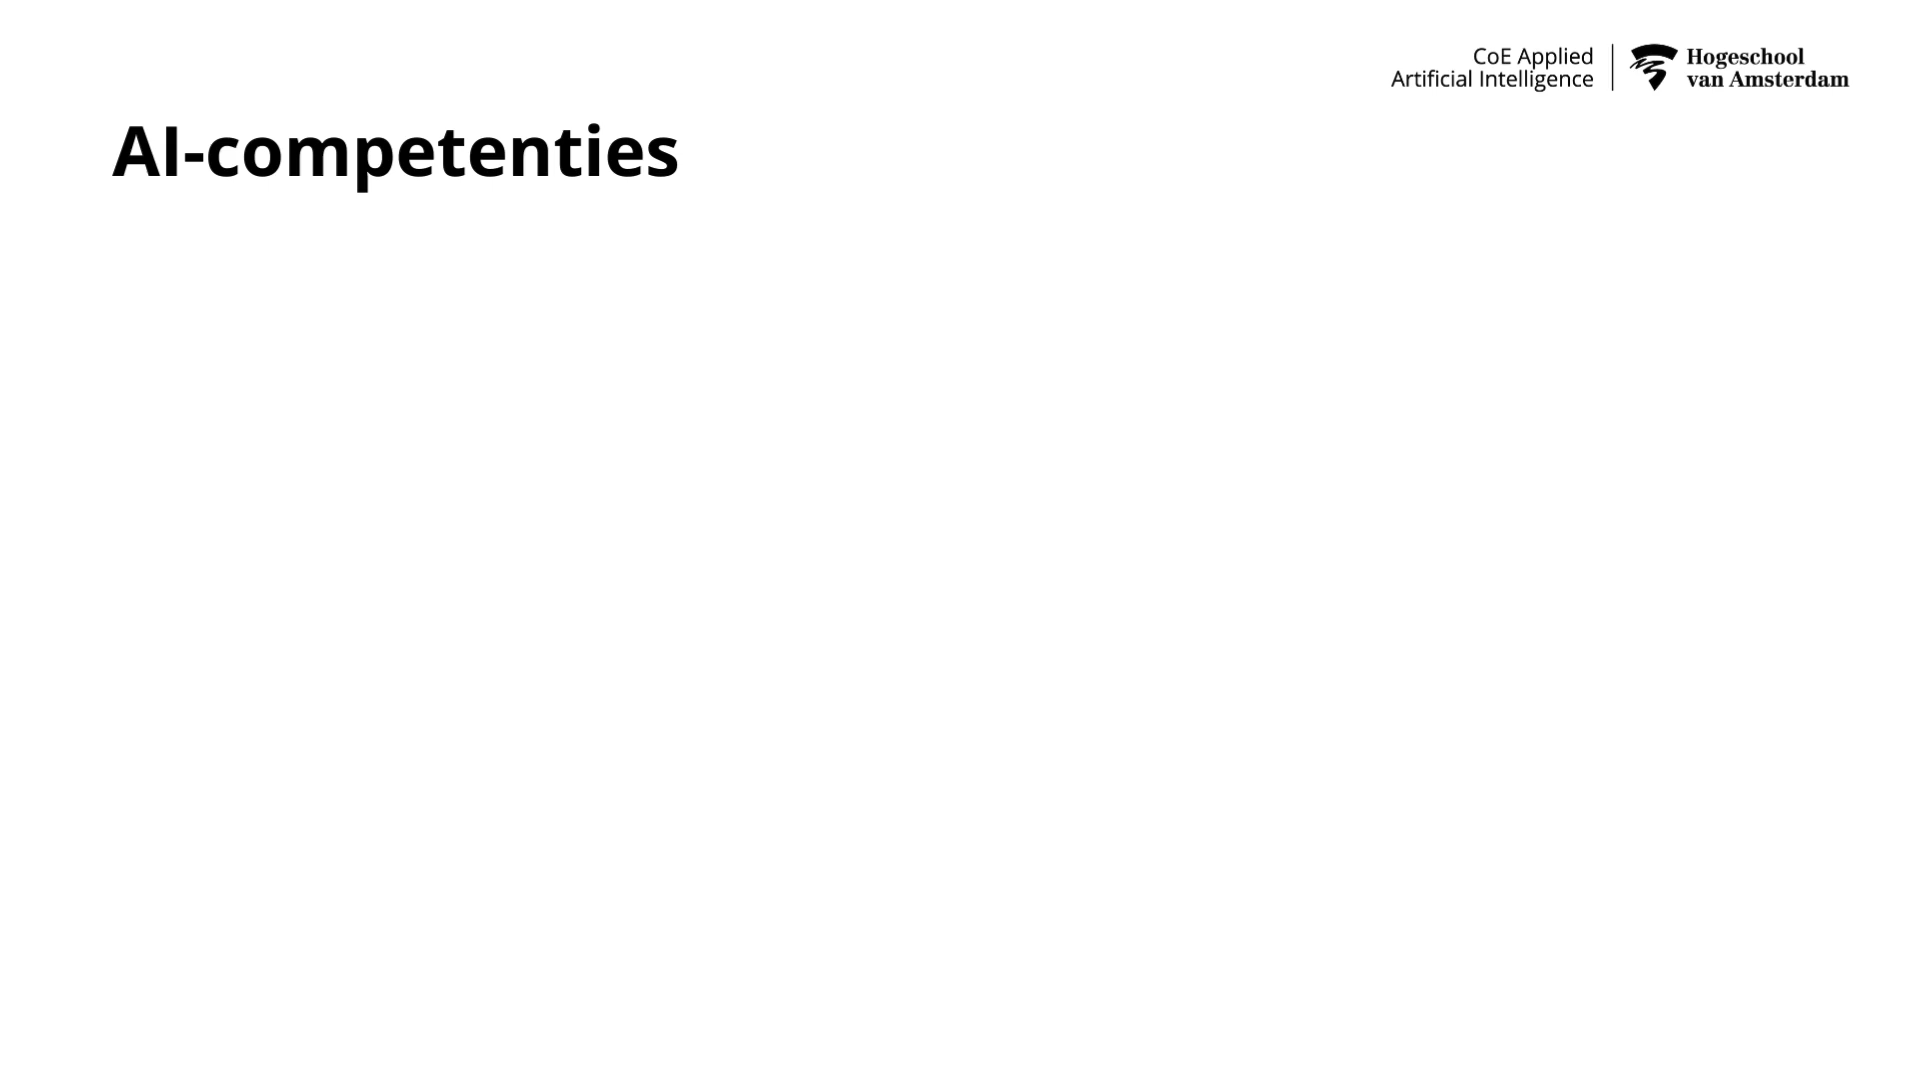 CoE Applied
Artificial Intelligence
Hogeschool
van Amsterdam
AI-competenties